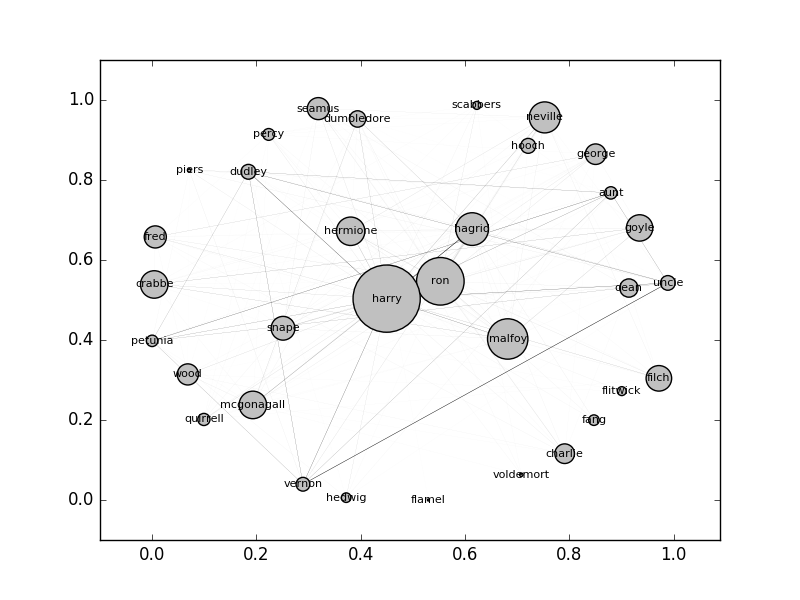 1.0
0.8
0.6
0.4
0.2
0.0
0.0
0.2
0.4
0.6
0.8
1.0
scabbers
seamus
dumbledore
neville
percy
hooch
george
piers
dudley
aunt
fred
hermione
hagrid
goyle
crabbe
harry
ron
dean
uncle
petunia
snape
malfoy
wood
filch
flitwick
mcgonagall
quirrell
fang
charlie
voldemort
vernon
hedwig
flamel